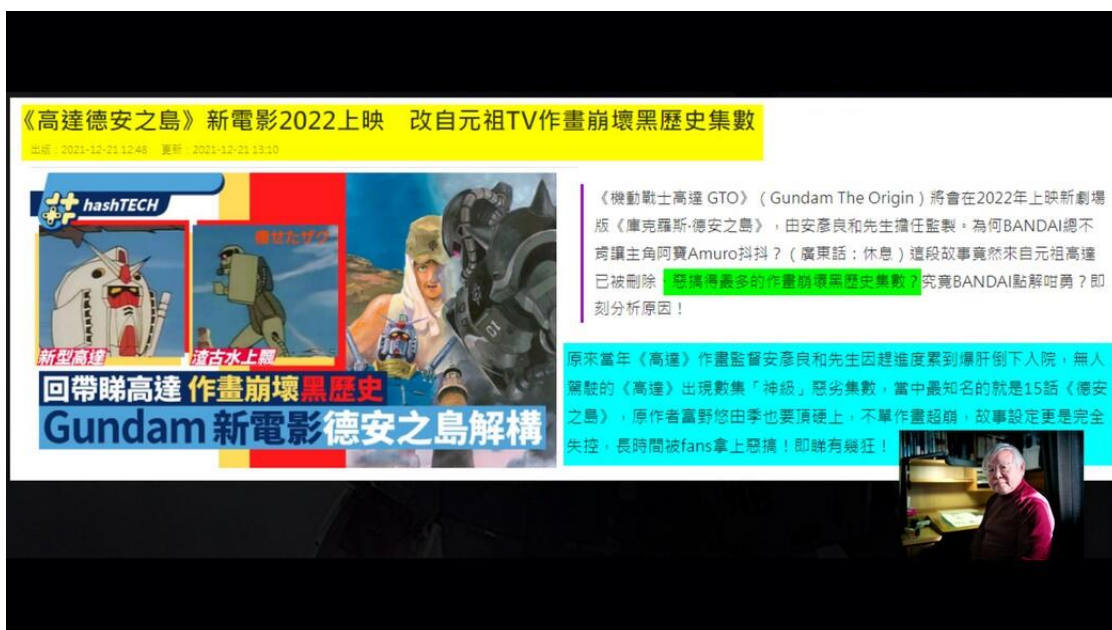 《高達德安之島》新電影2022上映　改自元祖TV作畫崩壞黑歷史集數
出版：2021-12-21 12:48　更新：2021-12-21 13:10
hashTECH
痩せたザク
新型高達
渣古水上飄
回帶睇高達 作畫崩壞黑歷史
Gundam 新電影德安之島解構
01
《機動戰士高達 GTO》（Gundam The Origin）將會在2022年上映新劇場
版《庫克羅斯·德安之島》，由安彥良和先生擔任監製。為何BANDAI總不
肯讓主角阿寶Amuro抖抖？（廣東話：休息）這段故事竟然來自元祖高達
已被刪除、惡搞得最多的作畫崩壞黑歷史集數？究竟BANDAI點解咁勇？即
刻分析原因！
原來當年《高達》作畫監督安彥良和先生因趕進度累到爆肝倒下入院，無人
駕駛的《高達》出現數集「神級」惡劣集數，當中最知名的就是15話《德安
之島》，原作者富野悠由季也要頂硬上，不單作畫超崩，故事設定更是完全
失控，長時間被fans拿上惡搞！即睇有幾狂！